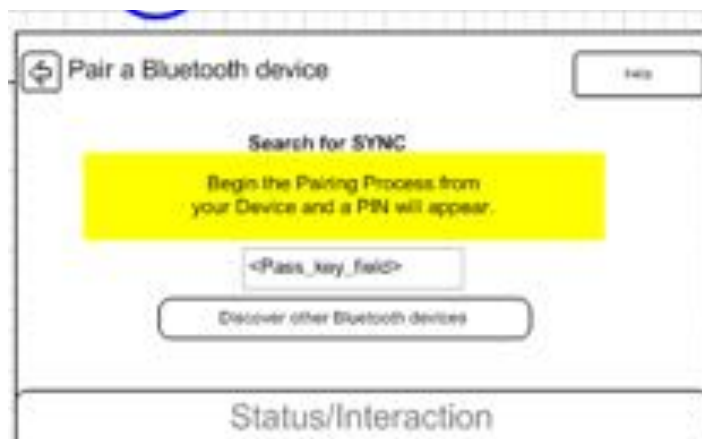 Pair a Bluetooth device
Help
Search for SYNC
Begin the Pairing Process from
your Device and a PIN will appear.
<Pass_key_field>
Discover other Bluetooth devices
Status/Interaction